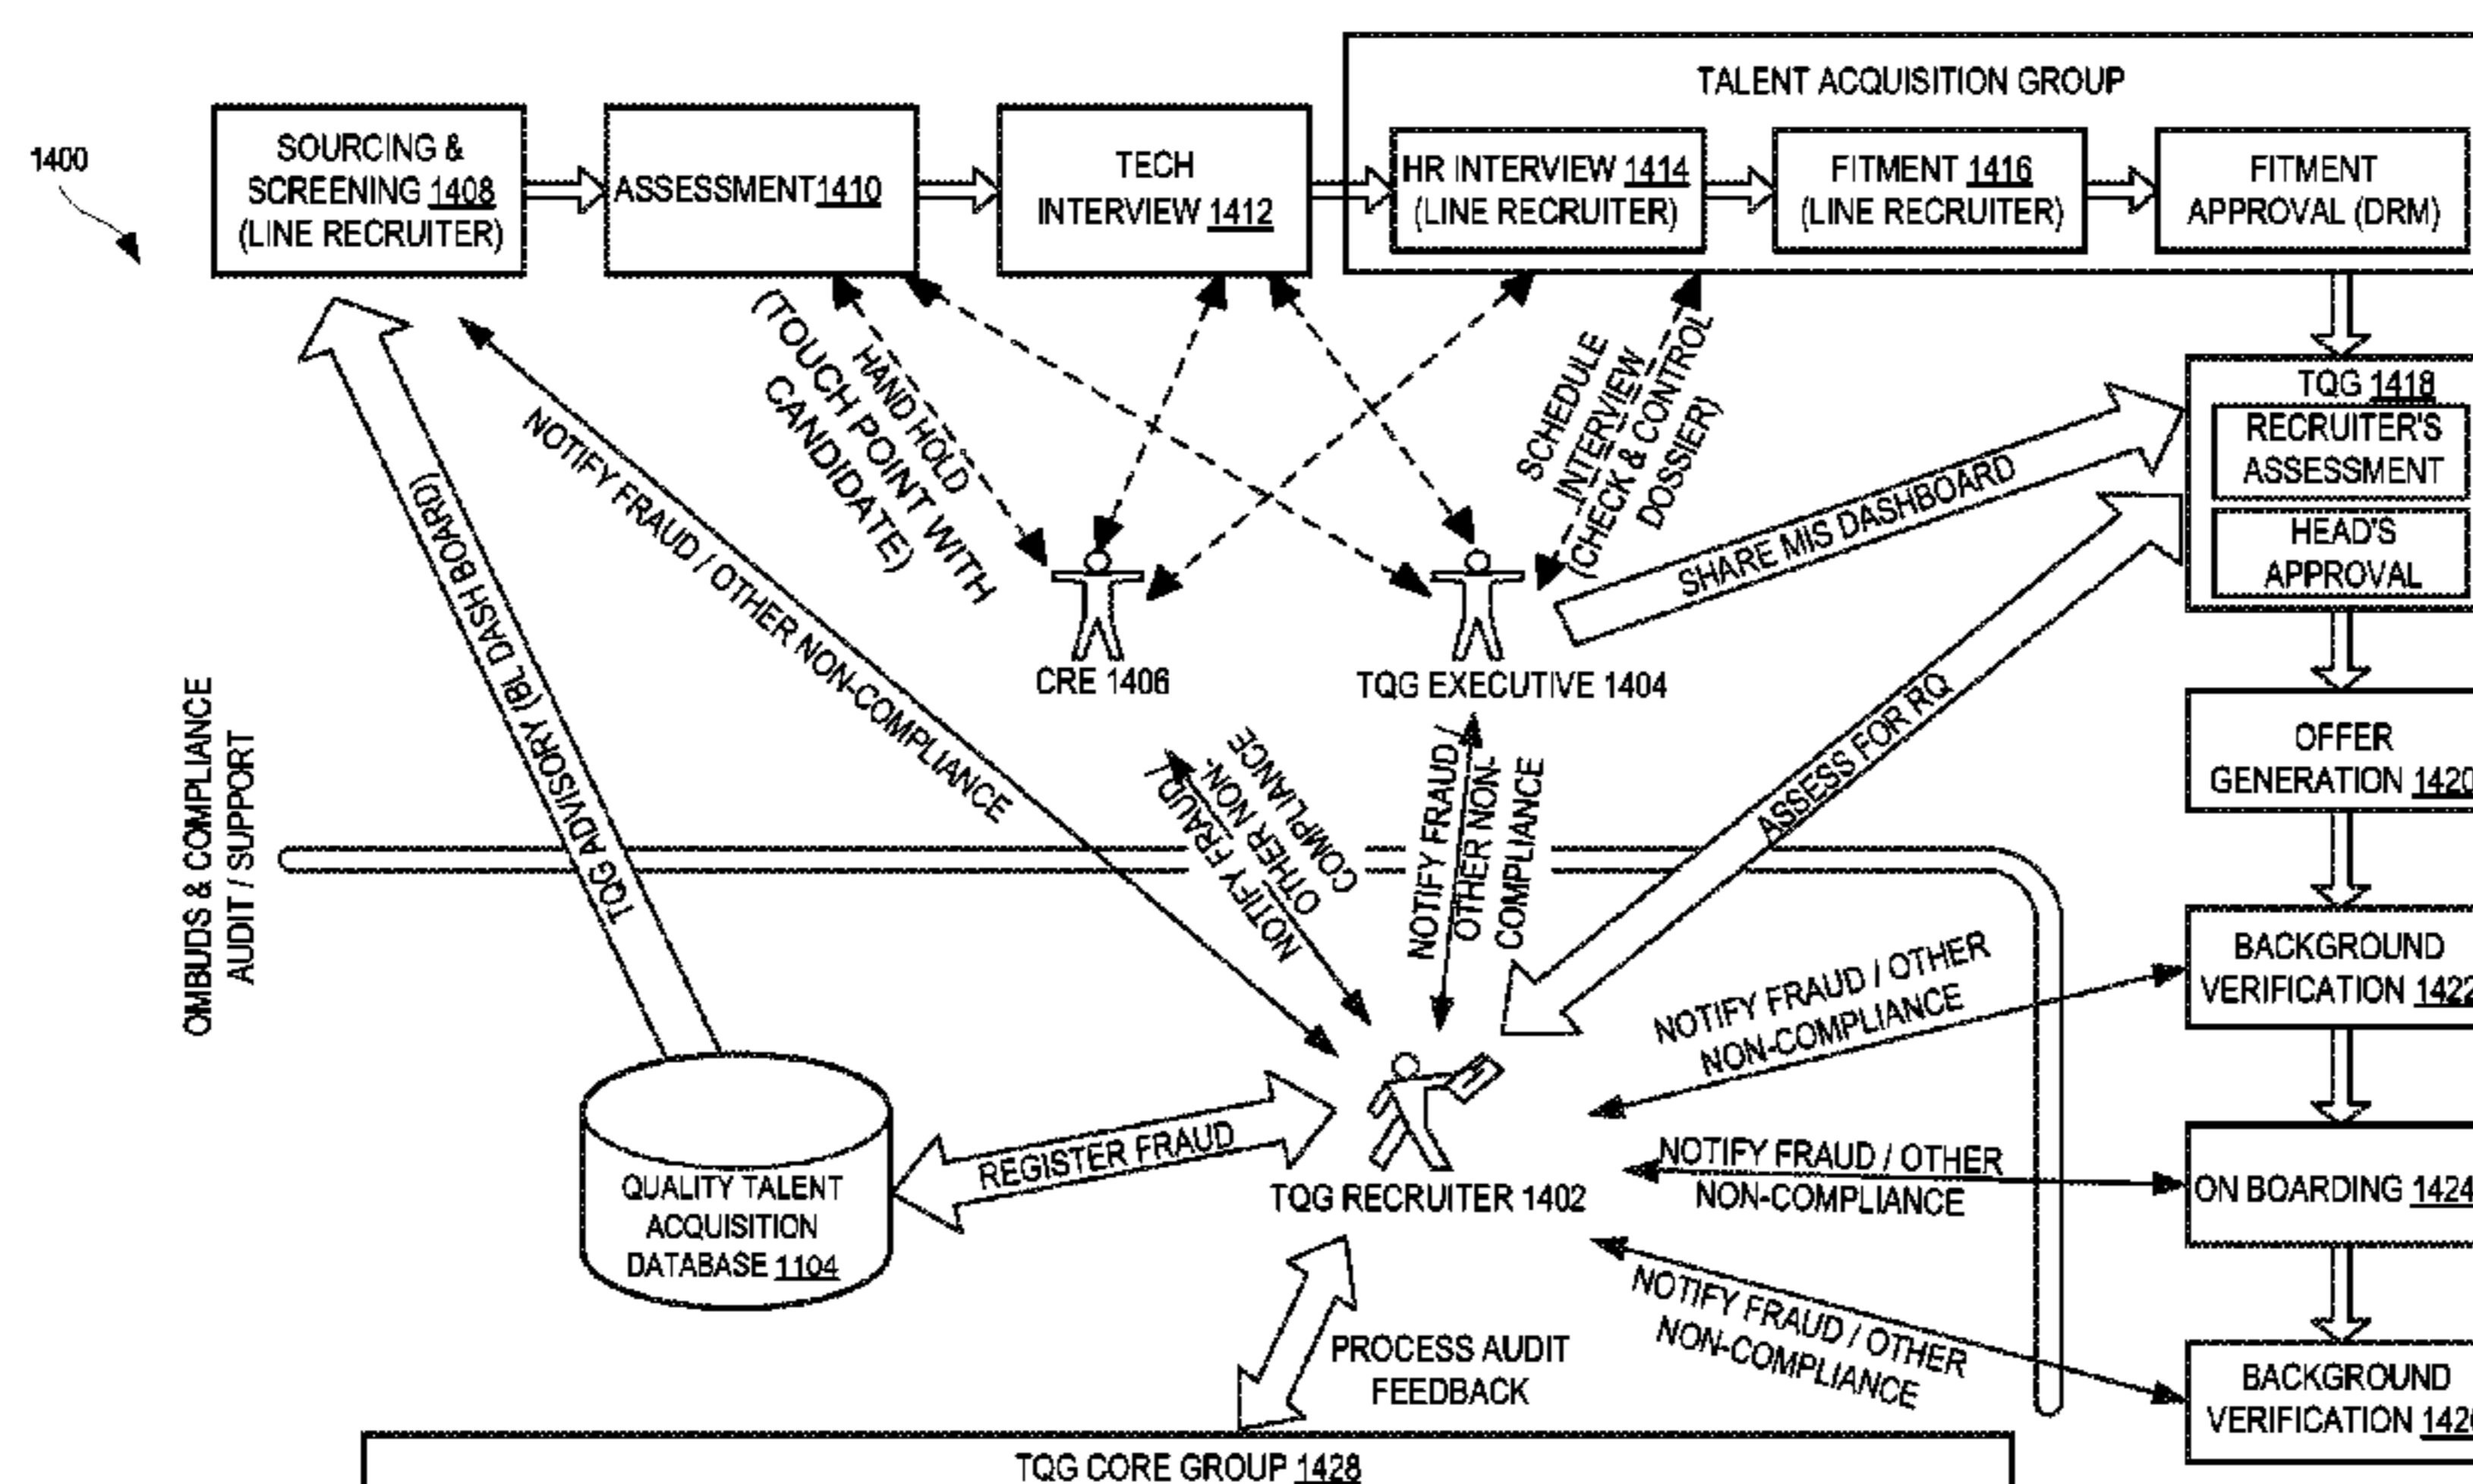 1400
SOURCING &
SCREENING 1408
(LINE RECRUITER)
ASSESSMENT1410
TECH
INTERVIEW 1412
TALENT ACQUISITION GROUP
HR INTERVIEW 1414
(LINE RECRUITER)
FITMENT 1416
(LINE RECRUITER)
FITMENT
APPROVAL (DRM)
HAND HOLD
(TOUCH POINT WITH
CANDIDATE)
SCHEDULE
INTERVIEW
(CHECK & CONTROL
DOSSIER)
NOTIFY FRAUD / OTHER NON-COMPLIANCE
TQG ADVISORY (BL DASH BOARD)
CRE 1406
TQG EXECUTIVE 1404
SHARE MIS DASHBOARD
TQG 1418
RECRUITER'S
ASSESSMENT
HEAD'S
APPROVAL
ASSESS FOR RQ
OFFER
GENERATION 1420
OMBUDS & COMPLIANCE
AUDIT / SUPPORT
NOTIFY FRAUD /
OTHER NON-
COMPLIANCE
NOTIFY FRAUD /
OTHER NON-
COMPLIANCE
BACKGROUND
VERIFICATION 1422
NOTIFY FRAUD / OTHER
NON-COMPLIANCE
QUALITY TALENT
ACQUISITION
DATABASE 1104
REGISTER FRAUD
TQG RECRUITER 1402
NOTIFY FRAUD / OTHER
NON-COMPLIANCE
ON BOARDING 1424
NOTIFY FRAUD / OTHER
NON-COMPLIANCE
PROCESS AUDIT
FEEDBACK
BACKGROUND
VERIFICATION 1426
TQG CORE GROUP 1428